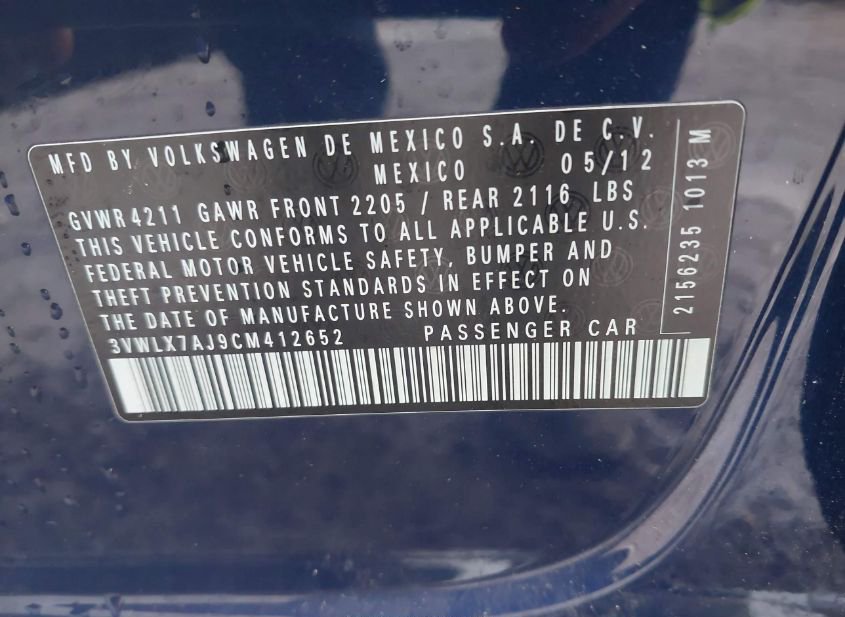 MFD BY VOLKSWAGEN DE MEXICO S.A. DE C.V.
MEXICO 05/12
GVWR 4211 GAWR FRONT 2205 / REAR 2116 LBS
THIS VEHICLE CONFORMS TO ALL APPLICABLE U.S.
FEDERAL MOTOR VEHICLE SAFETY, BUMPER AND
THEFT PREVENTION STANDARDS IN EFFECT ON
THE DATE OF MANUFACTURE SHOWN ABOVE.
3VWLX7AJ9CM412652 PASSENGER CAR
2156235 1013 M